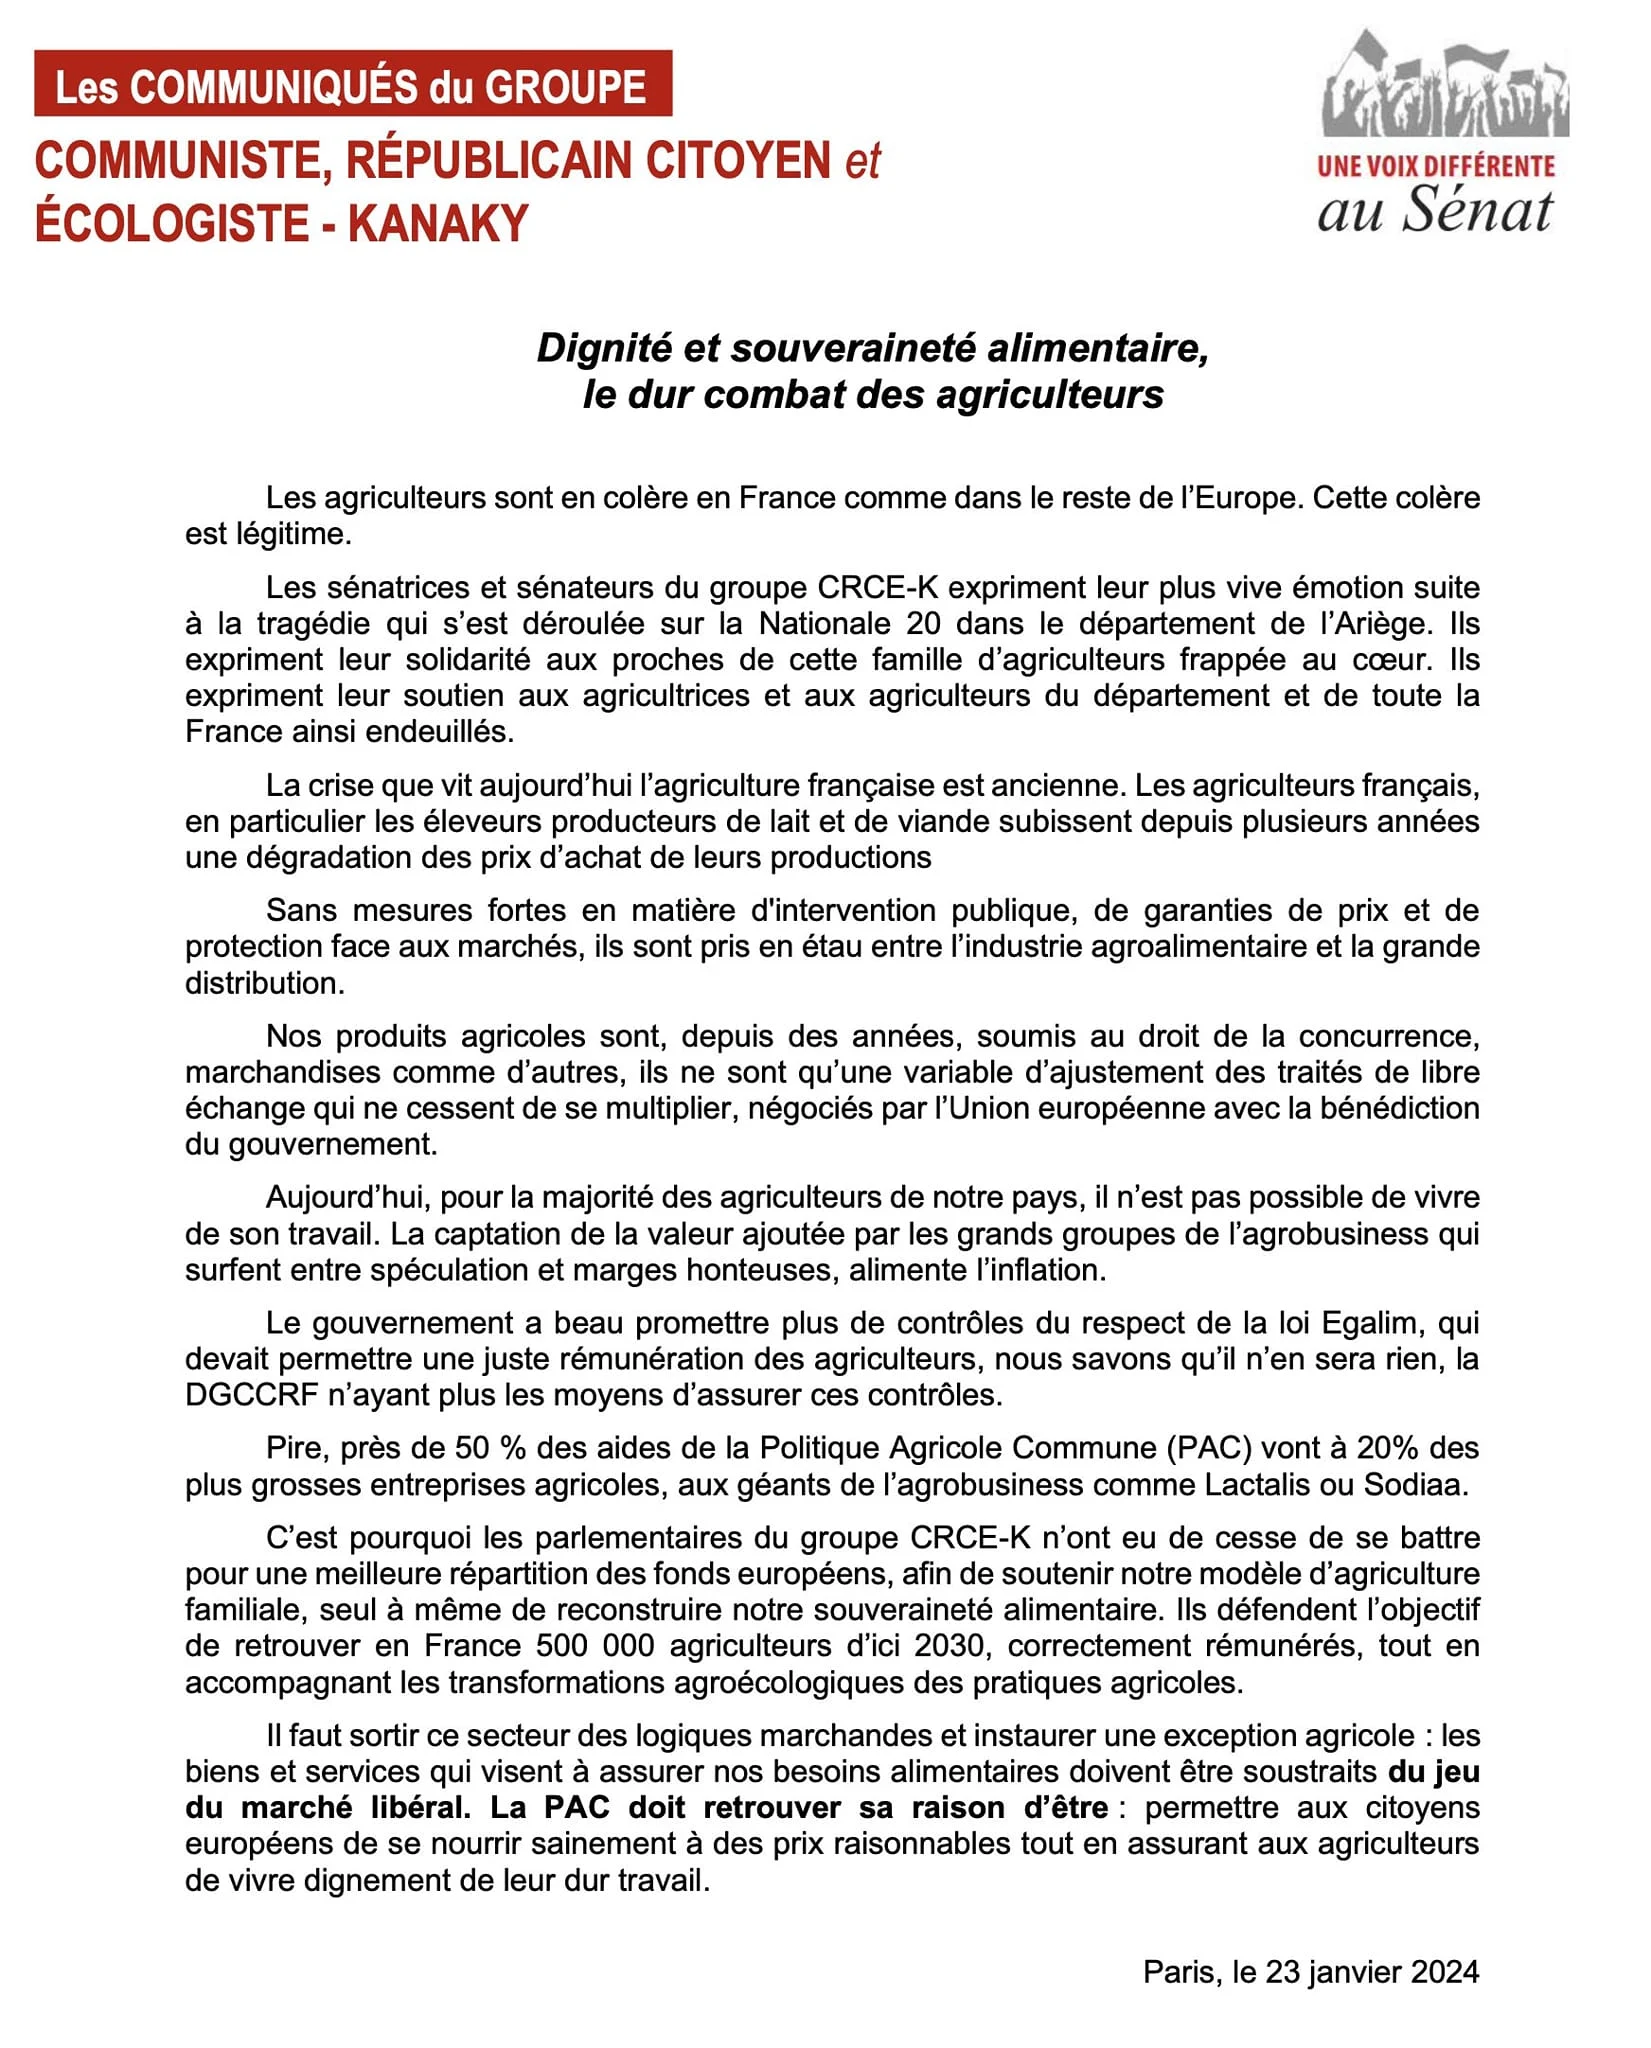 Les COMMUNIQUÉS du GROUPE
COMMUNISTE, RÉPUBLICAIN CITOYEN et
ÉCOLOGISTE - KANAKY
UNE VOIX DIFFÉRENTE
au Sénat
Dignité et souveraineté alimentaire,
le dur combat des agriculteurs
Les agriculteurs sont en colère en France comme dans le reste de l’Europe. Cette colère
est légitime.
Les sénatrices et sénateurs du groupe CRCE-K expriment leur plus vive émotion suite
à la tragédie qui s’est déroulée sur la Nationale 20 dans le département de l’Ariège. Ils
expriment leur solidarité aux proches de cette famille d’agriculteurs frappée au cœur. Ils
expriment leur soutien aux agricultrices et aux agriculteurs du département et de toute la
France ainsi endeuillés.
La crise que vit aujourd’hui l’agriculture française est ancienne. Les agriculteurs français,
en particulier les éleveurs producteurs de lait et de viande subissent depuis plusieurs années
une dégradation des prix d’achat de leurs productions
Sans mesures fortes en matière d'intervention publique, de garanties de prix et de
protection face aux marchés, ils sont pris en étau entre l’industrie agroalimentaire et la grande
distribution.
Nos produits agricoles sont, depuis des années, soumis au droit de la concurrence,
marchandises comme d’autres, ils ne sont qu’une variable d’ajustement des traités de libre
échange qui ne cessent de se multiplier, négociés par l’Union européenne avec la bénédiction
du gouvernement.
Aujourd’hui, pour la majorité des agriculteurs de notre pays, il n’est pas possible de vivre
de son travail. La captation de la valeur ajoutée par les grands groupes de l’agrobusiness qui
surfent entre spéculation et marges honteuses, alimente l’inflation.
Le gouvernement a beau promettre plus de contrôles du respect de la loi Egalim, qui
devait permettre une juste rémunération des agriculteurs, nous savons qu’il n’en sera rien, la
DGCCRF n’ayant plus les moyens d’assurer ces contrôles.
Pire, près de 50 % des aides de la Politique Agricole Commune (PAC) vont à 20% des
plus grosses entreprises agricoles, aux géants de l’agrobusiness comme Lactalis ou Sodiaa.
C’est pourquoi les parlementaires du groupe CRCE-K n’ont eu de cesse de se battre
pour une meilleure répartition des fonds européens, afin de soutenir notre modèle d’agriculture
familiale, seul à même de reconstruire notre souveraineté alimentaire. Ils défendent l’objectif
de retrouver en France 500 000 agriculteurs d’ici 2030, correctement rémunérés, tout en
accompagnant les transformations agroécologiques des pratiques agricoles.
Il faut sortir ce secteur des logiques marchandes et instaurer une exception agricole : les
biens et services qui visent à assurer nos besoins alimentaires doivent être soustraits du jeu
du marché libéral. La PAC doit retrouver sa raison d’être : permettre aux citoyens
européens de se nourrir sainement à des prix raisonnables tout en assurant aux agriculteurs
de vivre dignement de leur dur travail.
Paris, le 23 janvier 2024